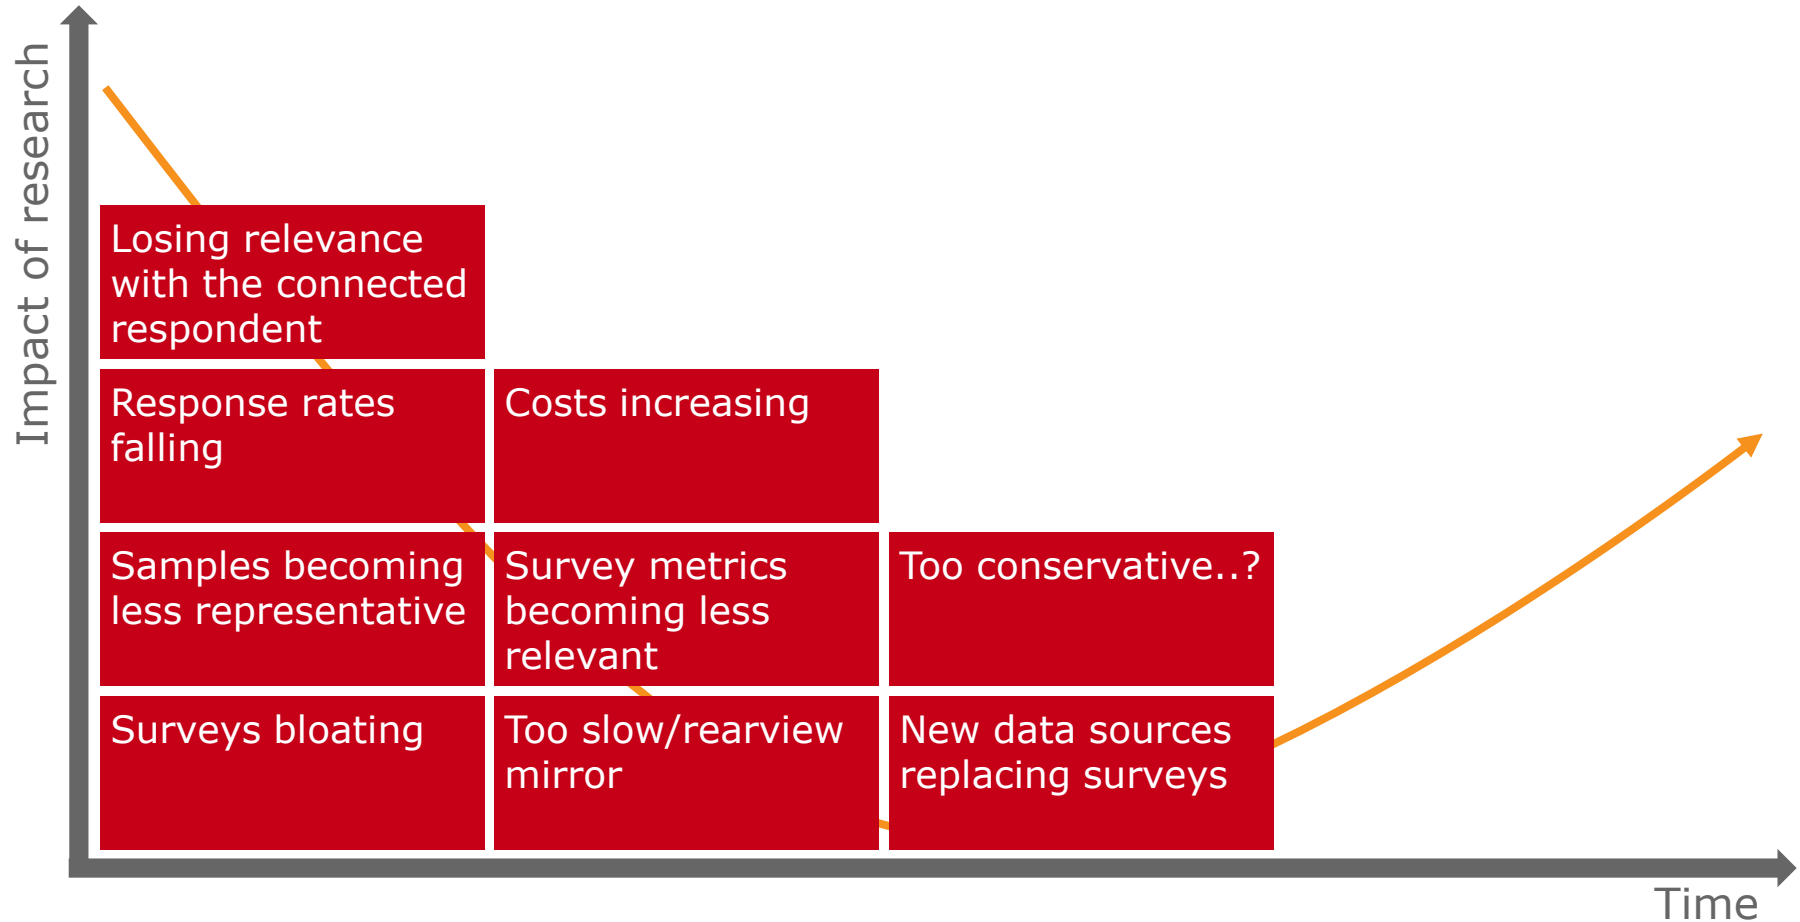 Impact of research
Losing relevance
with the connected
respondent
Response rates
falling
Costs increasing
Samples becoming
less representative
Survey metrics
becoming less
relevant
Too conservative..?
Surveys bloating
Too slow/rearview
mirror
New data sources
replacing surveys
Time